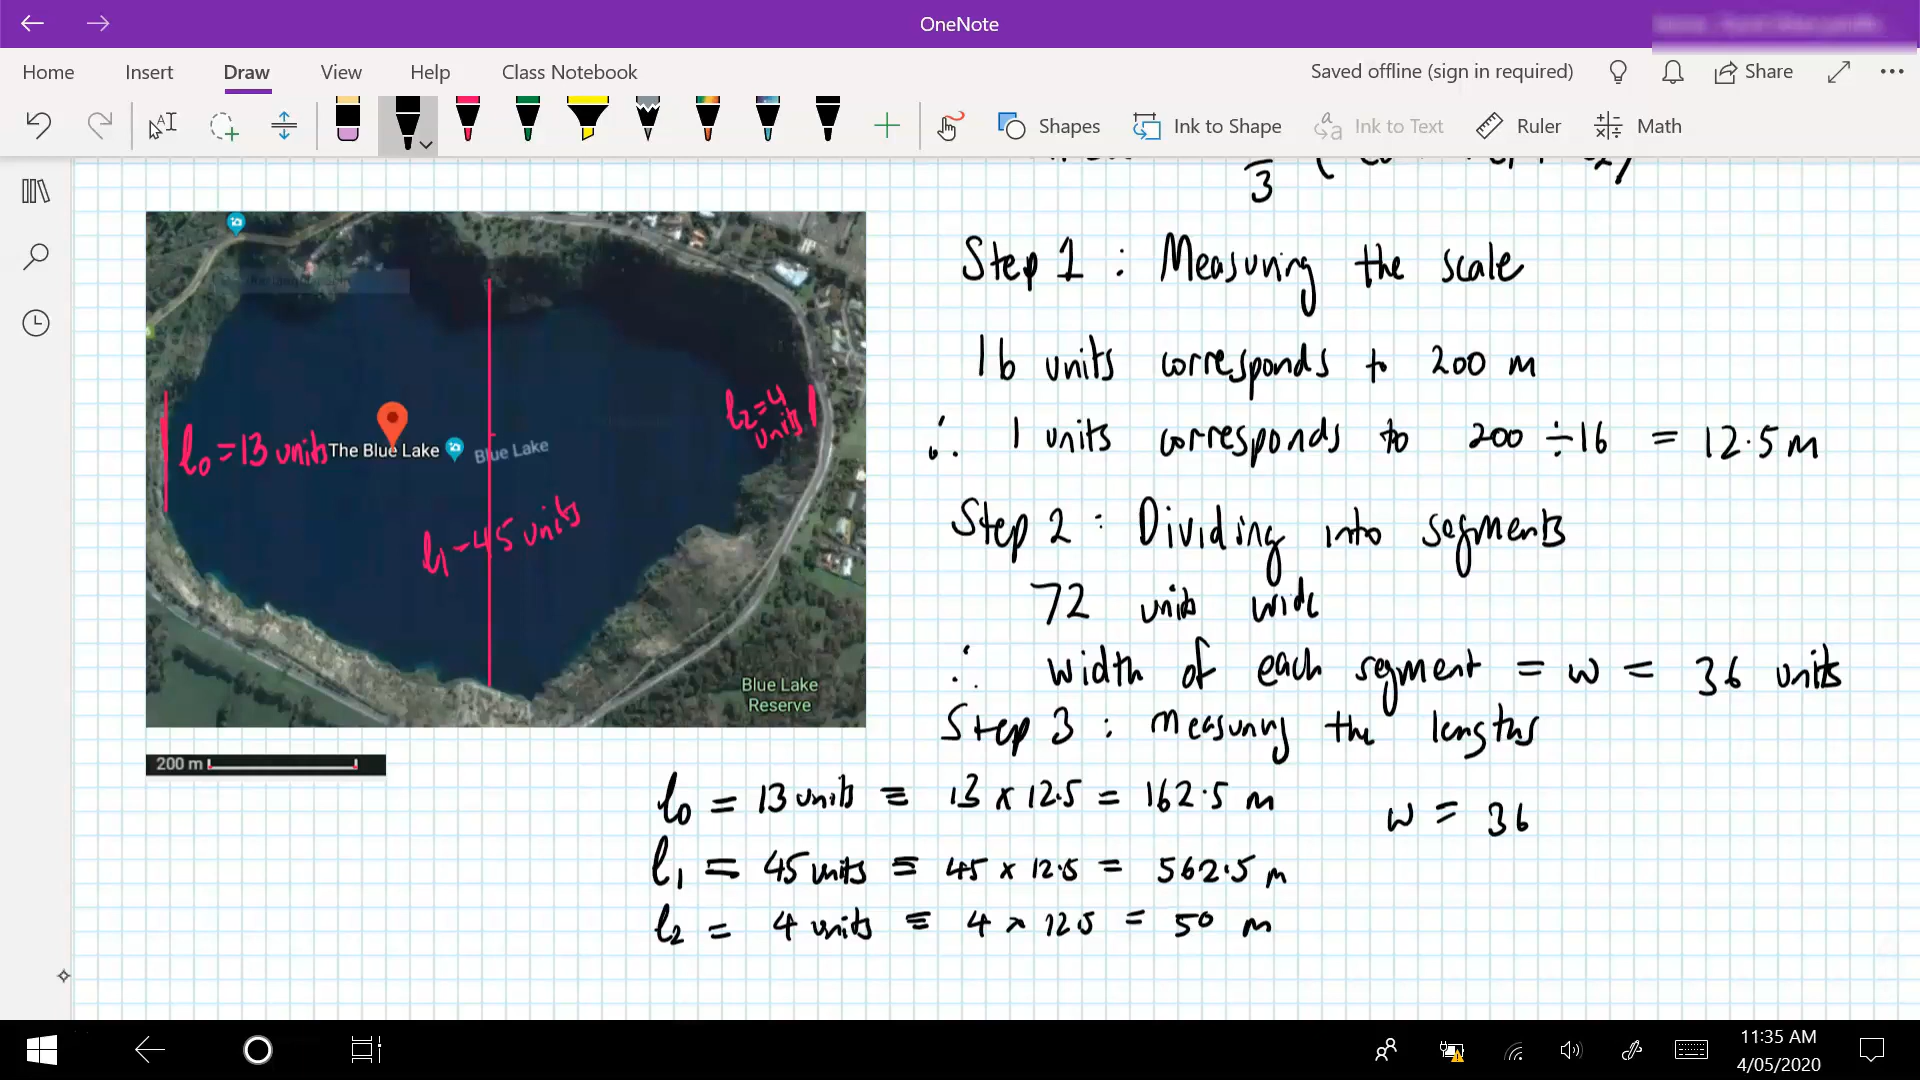 OneNote
Home Insert Draw View Help Class Notebook
Saved offline (sign in required) Share
Shapes Ink to Shape Ink to Text Ruler Math
3
Step 1 : Measuring the scale
16 units corresponds to 200 m
∴ 1 units corresponds to 200 ÷ 16 = 12.5 m
Step 2 : Dividing into segments
72 units wide
∴ width of each segment = w = 36 units
Step 3 : Measuring the lengths
l0 = 13 units
The Blue Lake
Blue Lake
l1 - 45 units
l2 = 4
units
Blue Lake
Reserve
200 m
l0 = 13 units = 13 x 12.5 = 162.5 m
w = 36
l1 = 45 units = 45 x 12.5 = 562.5 m
l2 = 4 units = 4 x 12.5 = 50 m
11:35 AM
4/05/2020